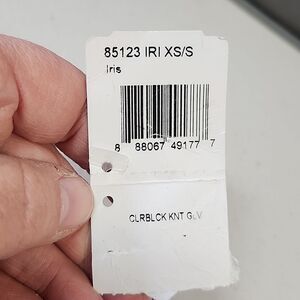 85123 IRI XS/S
Iris
8 88067 49177 7
CLRBLCK KNT GLV